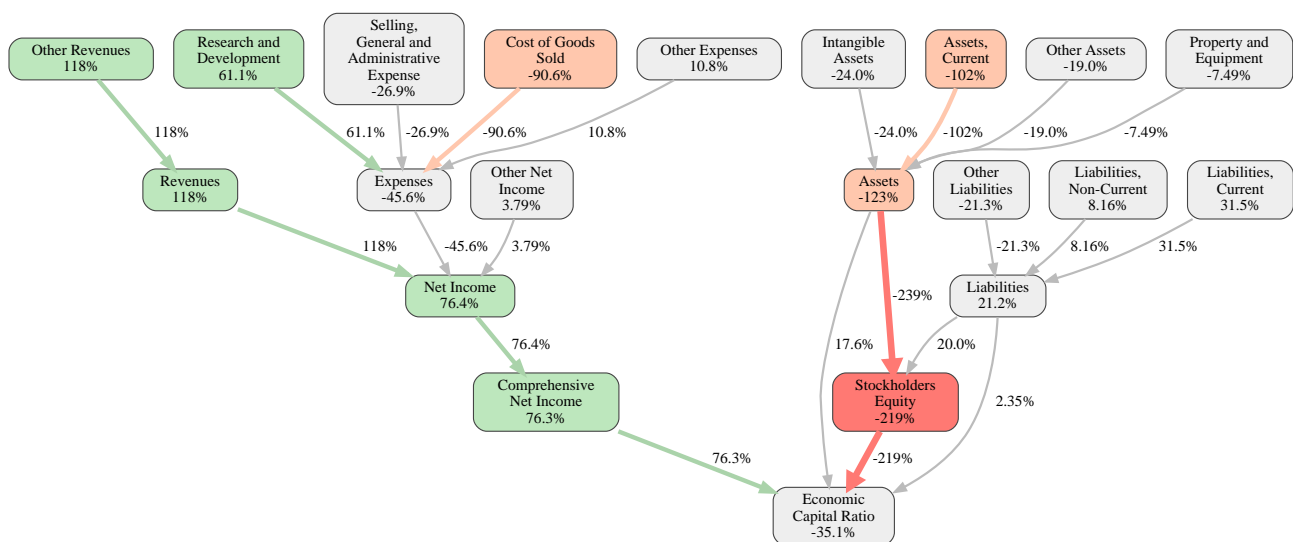 Other Revenues
118%
Research and
Development
61.1%
Selling,
General and
Administrative
Expense
-26.9%
Cost of Goods
Sold
-90.6%
Other Expenses
10.8%
Intangible
Assets
-24.0%
Assets,
Current
-102%
Other Assets
-19.0%
Property and
Equipment
-7.49%
118%
61.1%
-26.9%
-90.6%
10.8%
-24.0%
-102%
-19.0%
-7.49%
Revenues
118%
Expenses
-45.6%
Other Net
Income
3.79%
Assets
-123%
Other
Liabilities
-21.3%
Liabilities,
Non-Current
8.16%
Liabilities,
Current
31.5%
118%
-45.6%
3.79%
-21.3%
8.16%
31.5%
Net Income
76.4%
-239%
Liabilities
21.2%
76.4%
17.6%
20.0%
Comprehensive
Net Income
76.3%
Stockholders
Equity
-219%
2.35%
76.3%
-219%
Economic
Capital Ratio
-35.1%